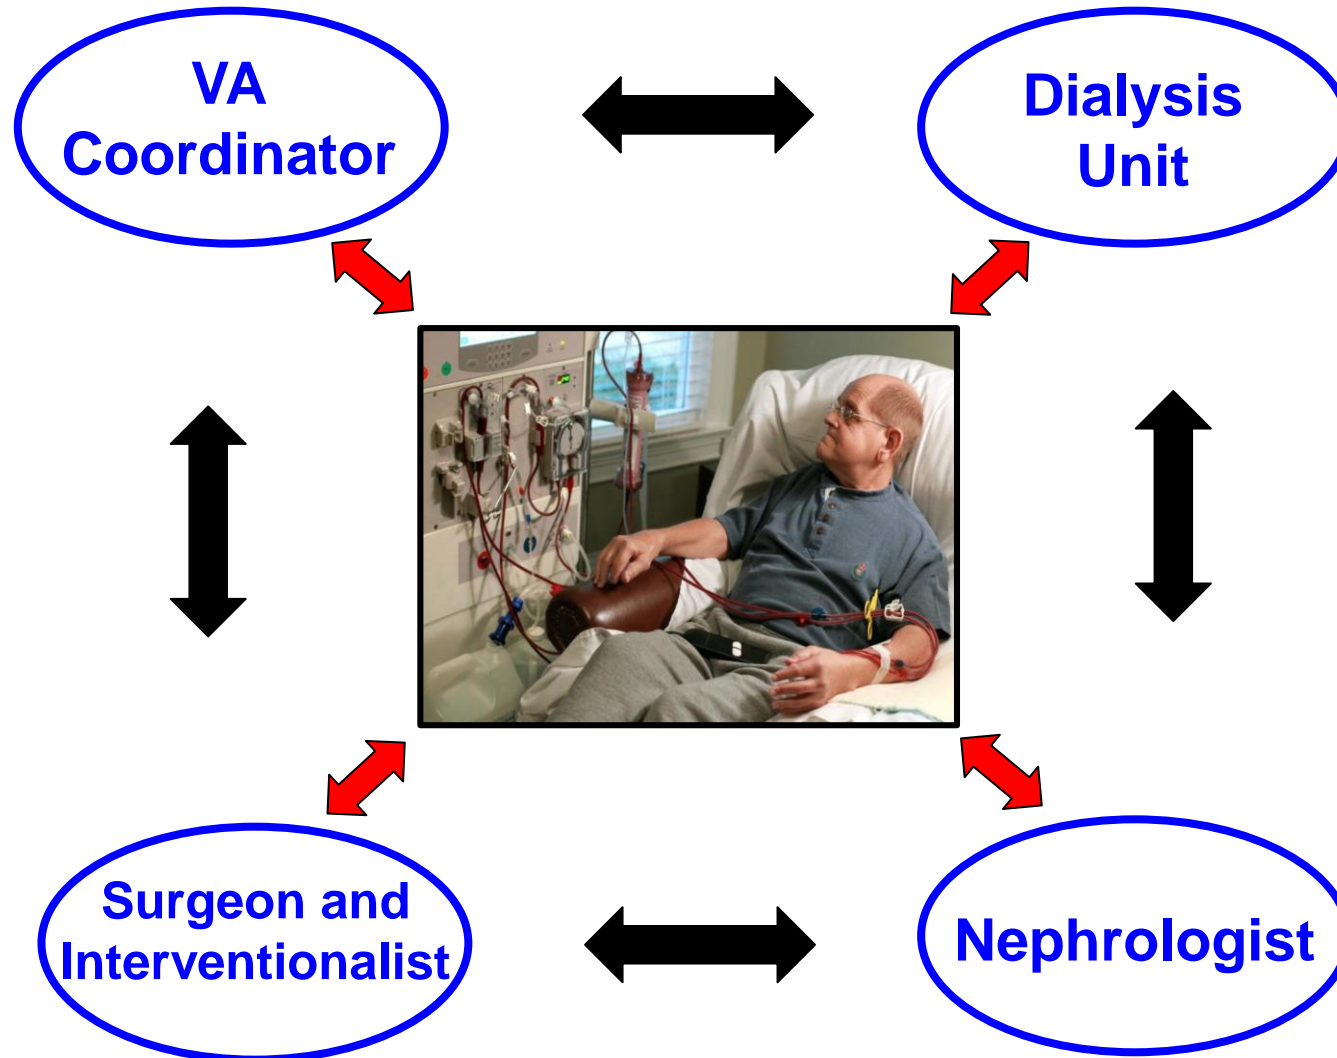 VA
Coordinator
Dialysis
Unit
Surgeon and
Interventionalist
Nephrologist